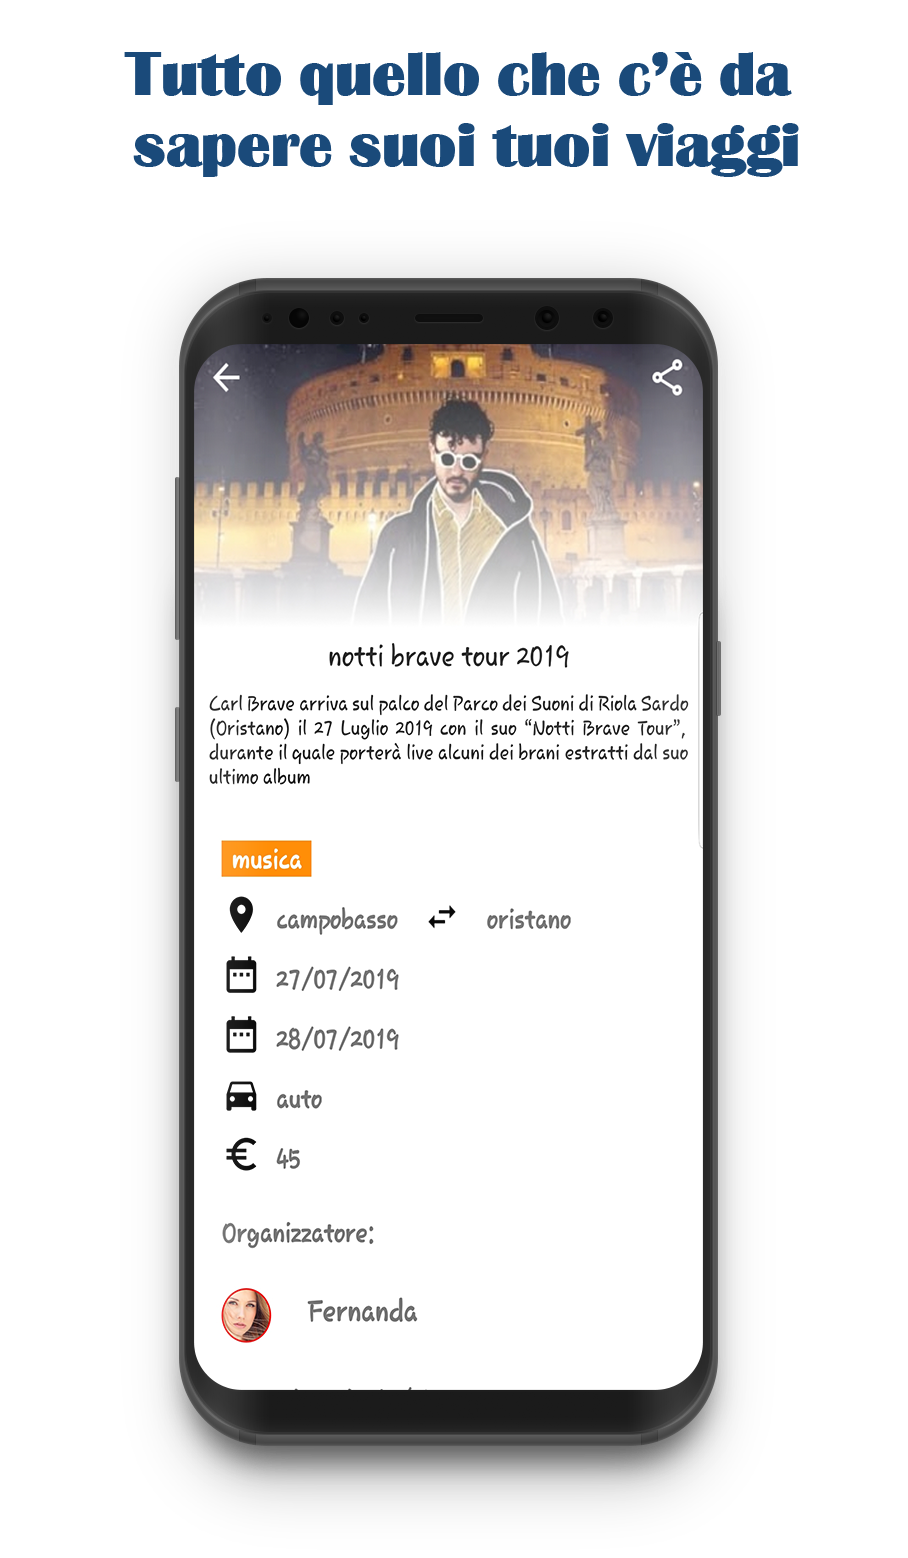 Tutto quello che c’è da
sapere suoi tuoi viaggi
notti brave tour 2019
Carl Brave arriva sul palco del Parco dei Suoni di Riola Sardo
(Oristano) il 27 Luglio 2019 con il suo “Notti Brave Tour”,
durante il quale porterà live alcuni dei brani estratti dal suo
ultimo album
musica
campobasso oristano
27/07/2019
28/07/2019
auto
€ 45
Organizzatore:
Fernanda